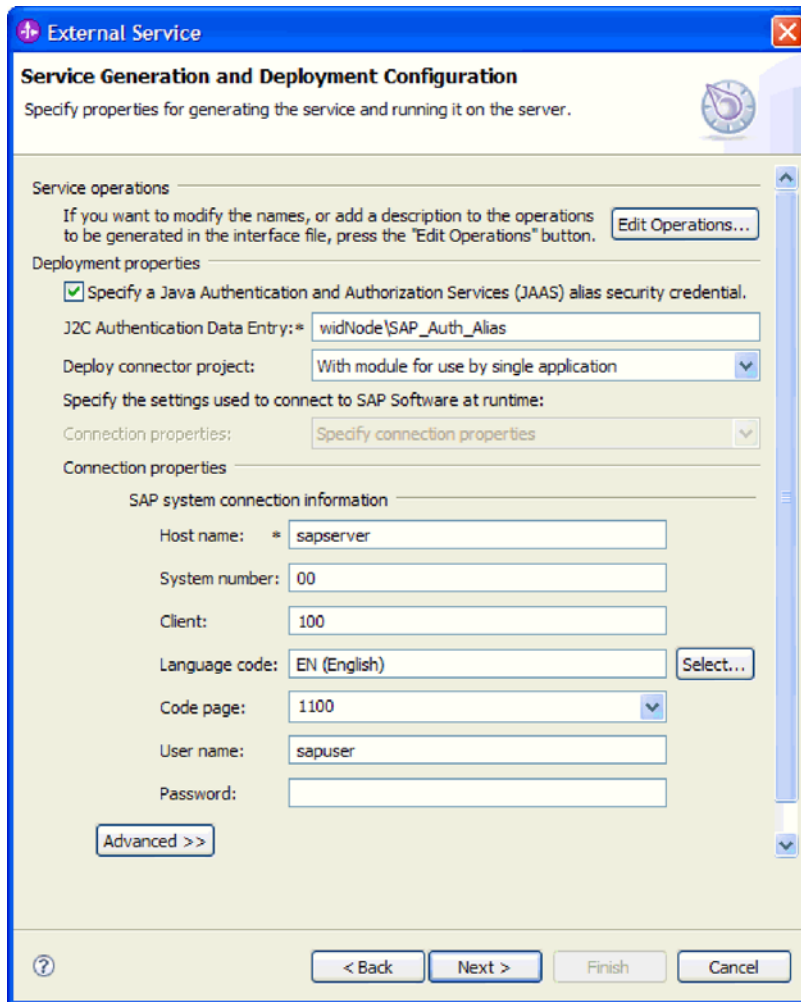 External Service
Service Generation and Deployment Configuration
Specify properties for generating the service and running it on the server.
Service operations
If you want to modify the names, or add a description to the operations
to be generated in the interface file, press the "Edit Operations" button.
Edit Operations...
Deployment properties
Specify a Java Authentication and Authorization Services (JAAS) alias security credential.
J2C Authentication Data Entry:* widNode\SAP_Auth_Alias
Deploy connector project: With module for use by single application
Specify the settings used to connect to SAP Software at runtime:
Connection properties: Specify connection properties
Connection properties
SAP system connection information
Host name: * sapserver
System number: 00
Client: 100
Language code: EN (English) Select...
Code page: 1100
User name: sapuser
Password:
Advanced >>
? < Back Next > Finish Cancel